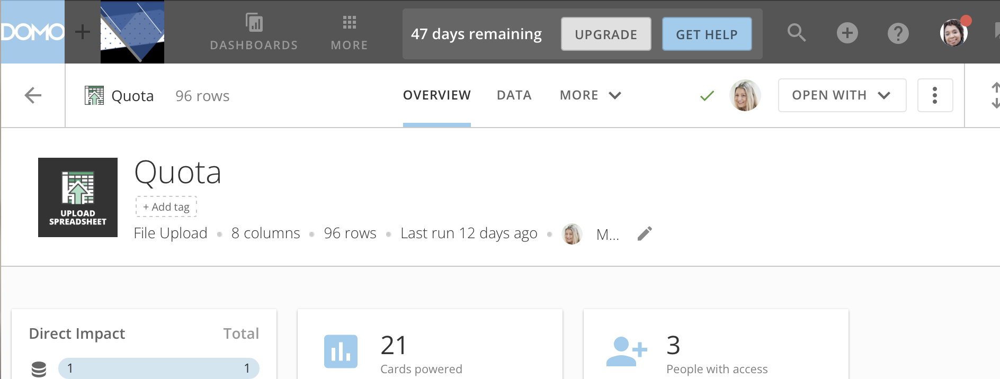 DOMO
DASHBOARDS
MORE
47 days remaining
UPGRADE
GET HELP
Quota
96 rows
OVERVIEW
DATA
MORE
OPEN WITH
UPLOAD
SPREADSHEET
Quota
+ Add tag
File Upload 8 columns 96 rows Last run 12 days ago M...
Direct Impact Total
1 1
21
Cards powered
3
People with access